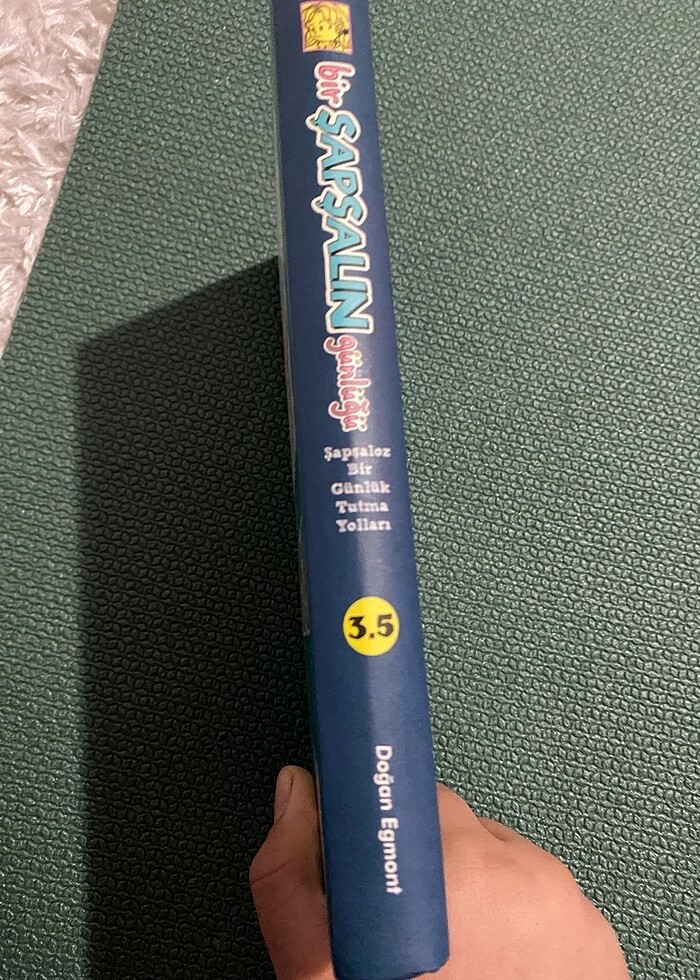 bir ŞAPŞALIN günlüğü
Şapşaloz
Bir
Günlük
Tutma
Yolları
3.5
Doğan Egmont